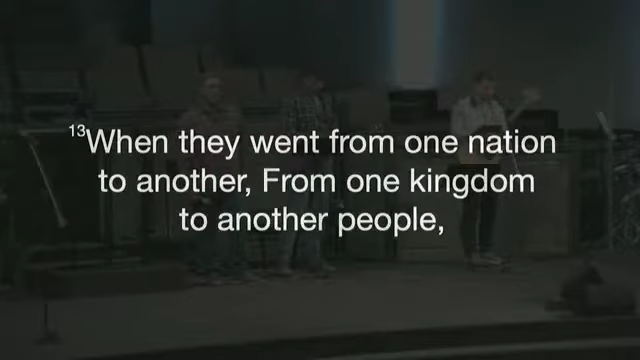 ¹³When they went from one nation
to another, From one kingdom
to another people,